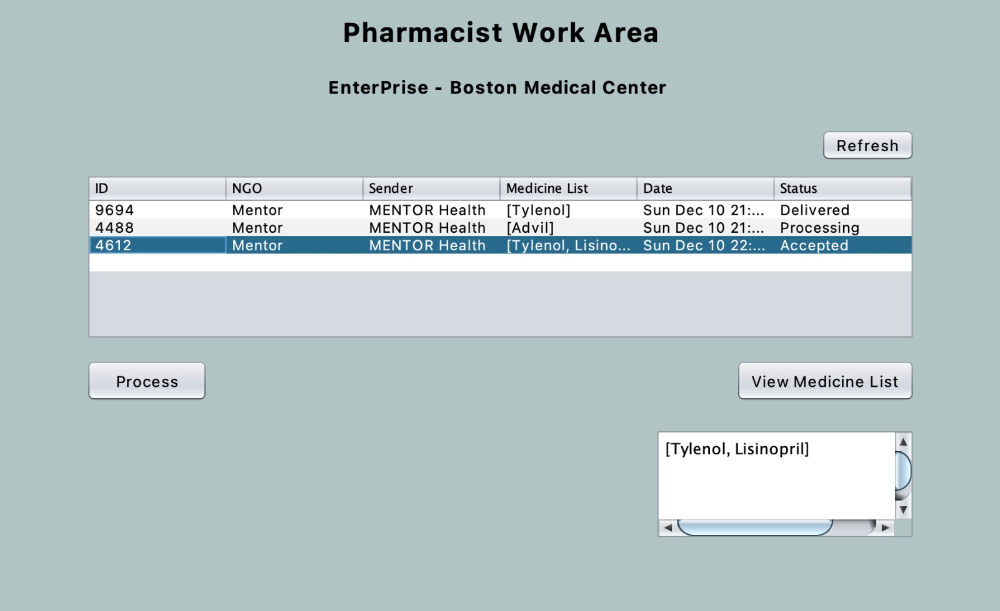 Pharmacist Work Area
EnterPrise - Boston Medical Center
Refresh
ID NGO Sender Medicine List Date Status
9694 Mentor MENTOR Health [Tylenol] Sun Dec 10 21:... Delivered
4488 Mentor MENTOR Health [Advil] Sun Dec 10 21:... Processing
4612 Mentor MENTOR Health [Tylenol, Lisino... Sun Dec 10 22:... Accepted
Process View Medicine List
[Tylenol, Lisinopril]